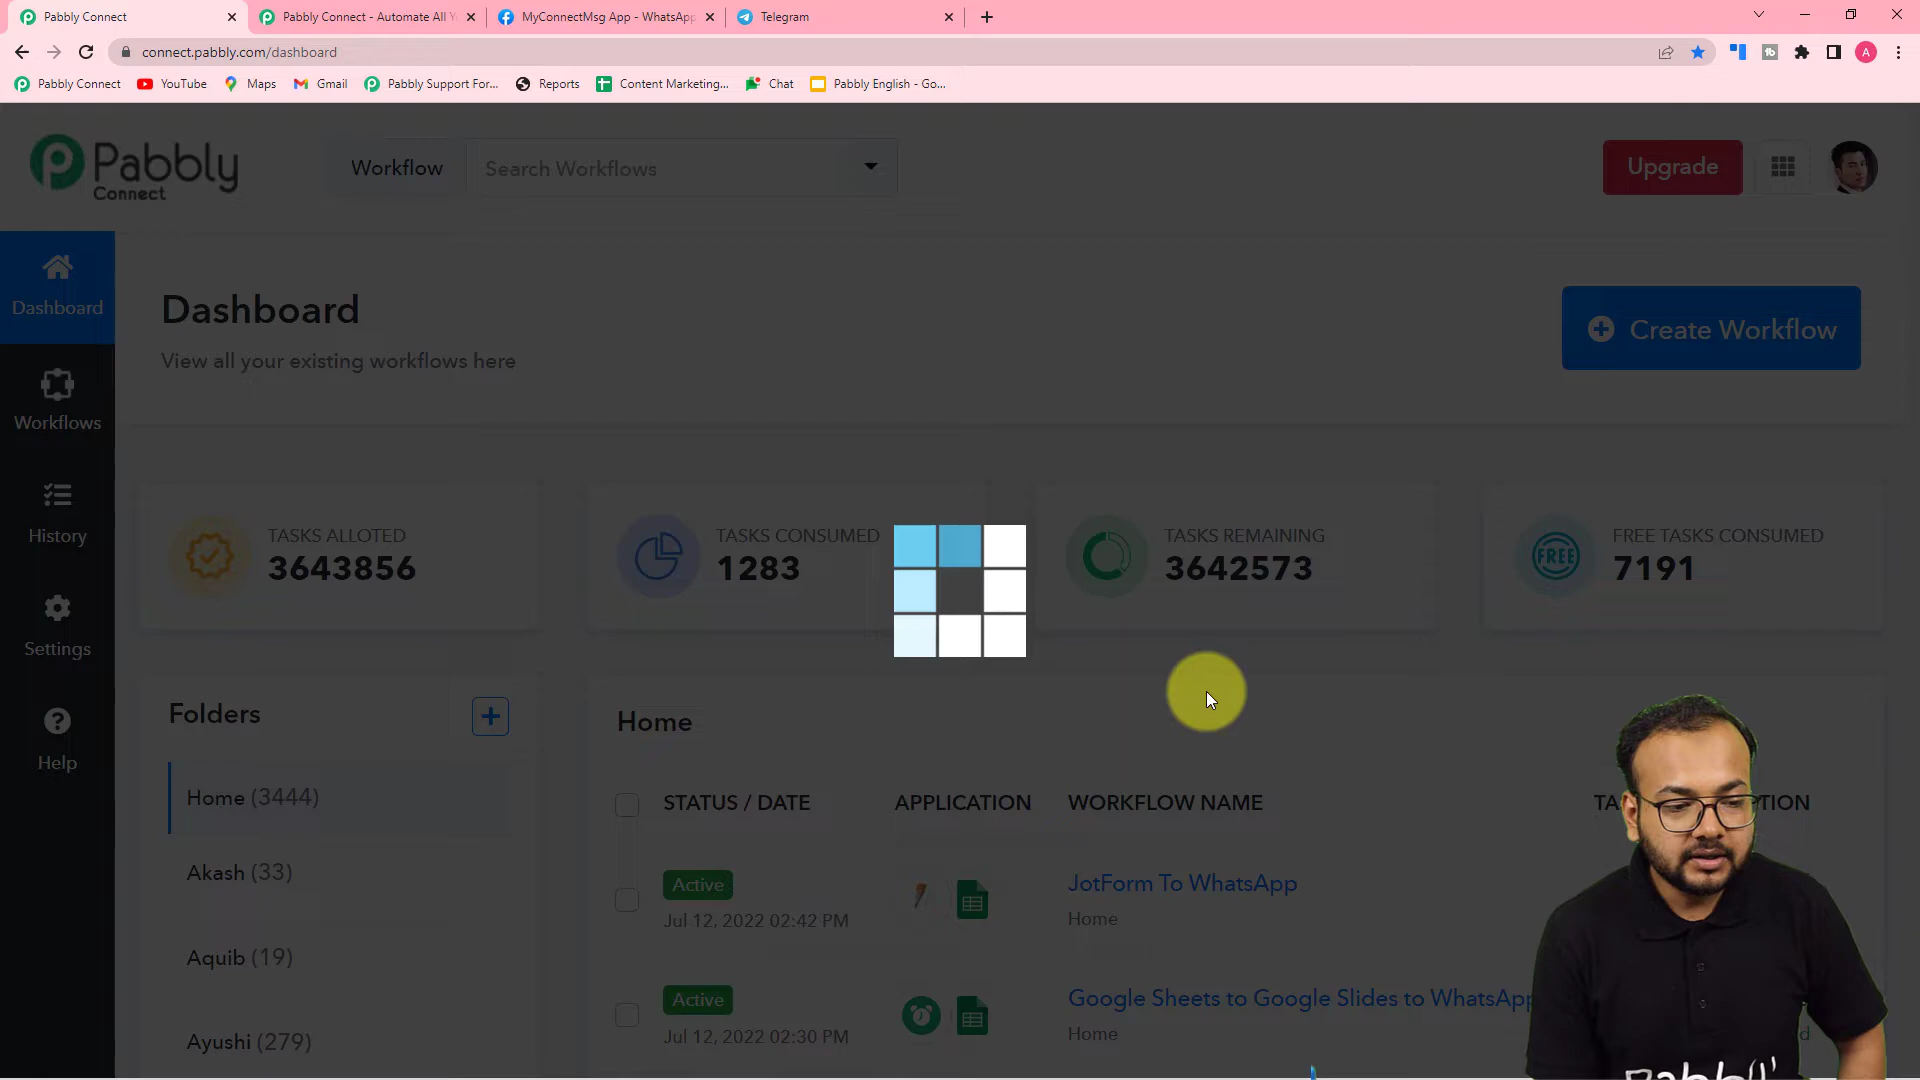 Pabbly Connect
Pabbly Connect - Automate All Y
MyConnectMsg App - WhatsApp
Telegram
connect.pabbly.com/dashboard
Pabbly Connect
YouTube
Maps
Gmail
Pabbly Support For...
Reports
Content Marketing...
Chat
Pabbly English - Go...
A
Pabbly
Connect
Workflow
Search Workflows
Upgrade
Dashboard
Workflows
History
Settings
Help
Dashboard
View all your existing workflows here
Create Workflow
TASKS ALLOTED
3643856
TASKS CONSUMED
1283
TASKS REMAINING
3642573
FREE
FREE TASKS CONSUMED
7191
Folders
Home (3444)
Akash (33)
Aquib (19)
Ayushi (279)
Home
STATUS / DATE
APPLICATION
WORKFLOW NAME
Active
Jul 12, 2022 02:42 PM
JotForm To WhatsApp
Home
Active
Jul 12, 2022 02:30 PM
Google Sheets to Google Slides to WhatsApp
Home
Pabbly